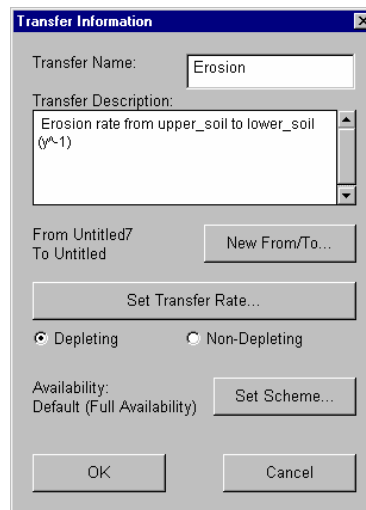 Transfer Information
Transfer Name:
Erosion
Transfer Description:
Erosion rate from upper_soil to lower_soil
(y^-1)
From Untitled7
To Untitled
New From/To...
Set Transfer Rate...
Depleting
Non-Depleting
Availability:
Default (Full Availability)
Set Scheme...
OK
Cancel